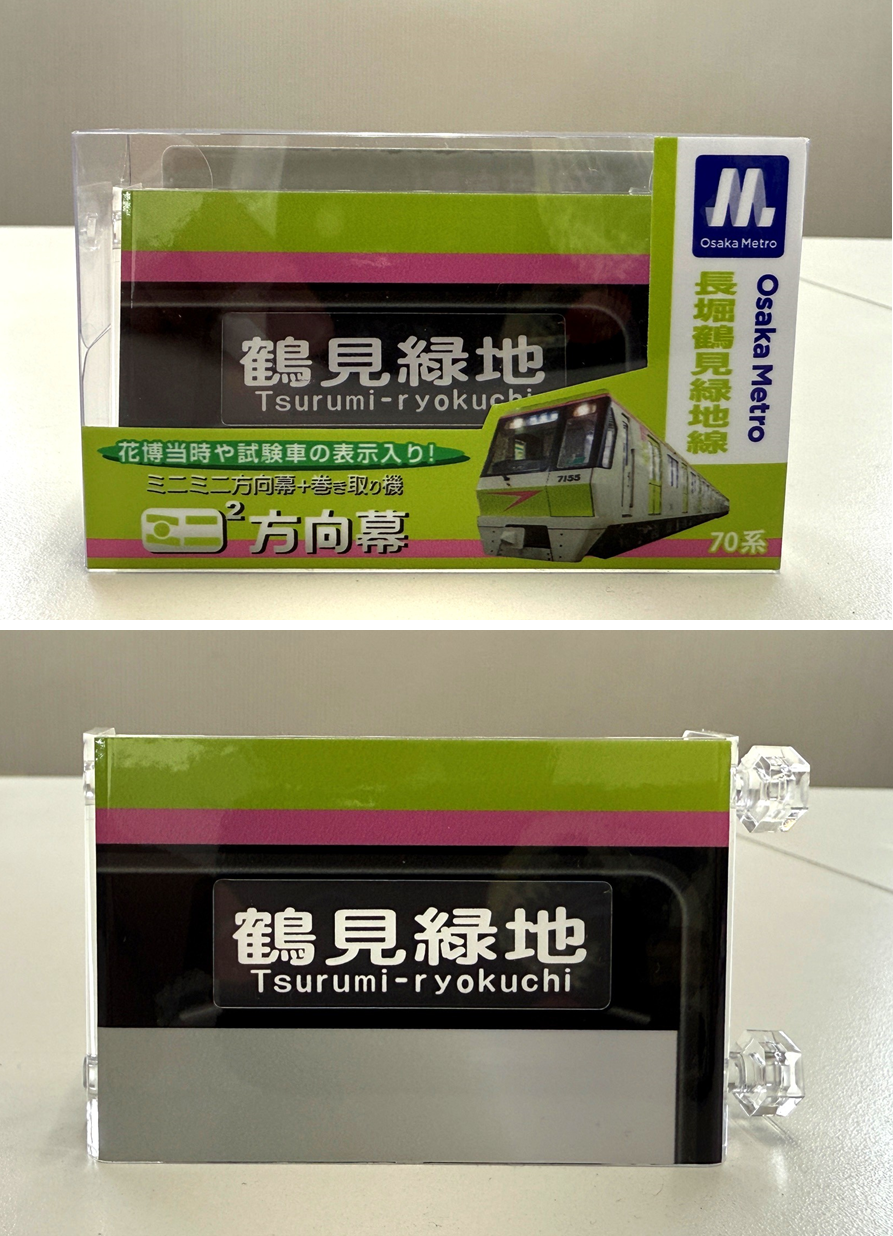 Osaka Metro
Osaka Metro
長堀鶴見緑地線
鶴見緑地
Tsurumi-ryokuchi
花博当時や試験車の表示入り!
ミニミニ方向幕+巻き取り機
2 方向幕
7155
70系
鶴見緑地
Tsurumi-ryokuchi